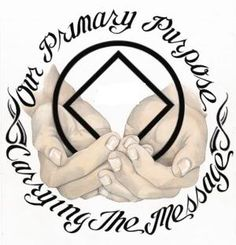 Our Primary Purpose
Carrying The Message